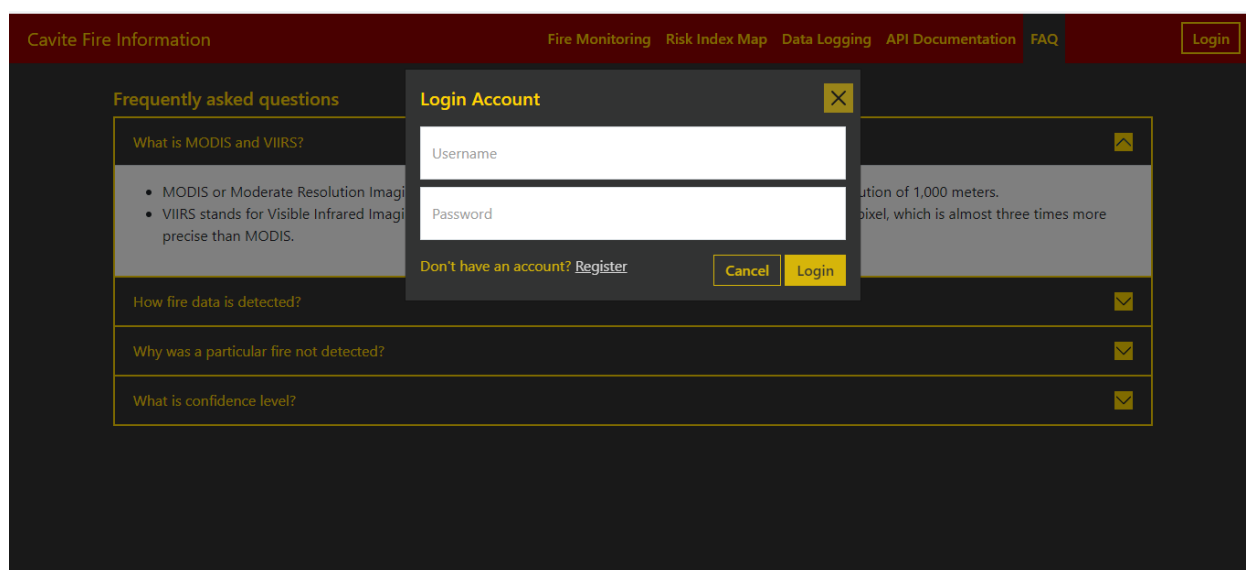 Cavite Fire Information Fire Monitoring Risk Index Map Data Logging API Documentation FAQ Login
Frequently asked questions
Login Account
What is MODIS and VIIRS?
Username
MODIS or Moderate Resolution Imagi
ution of 1,000 meters.
VIIRS stands for Visible Infrared Imagi
pixel, which is almost three times more
precise than MODIS.
Password
Don't have an account? Register
Cancel Login
How fire data is detected?
Why was a particular fire not detected?
What is confidence level?